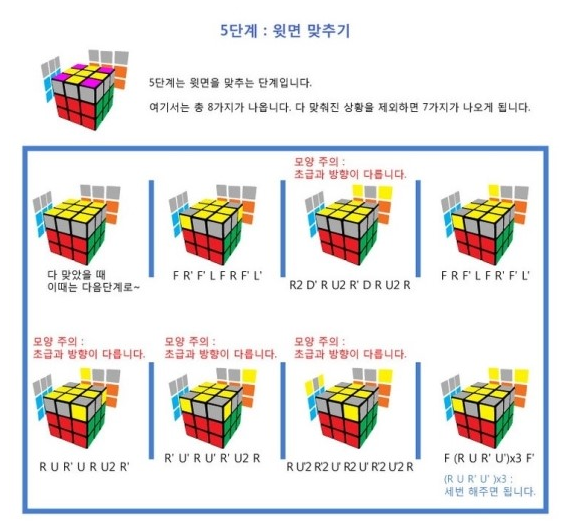 5단계 : 윗면 맞추기
5단계는 윗면을 맞추는 단계입니다.
여기서는 총 8가지가 나옵니다. 다 맞춰진 상황을 제외하면 7가지가 나오게 됩니다.
모양 주의 :
초급과 방향이 다릅니다.
다 맞았을 때
이때는 다음단계로~
F R' F' L F R F' L'
R2 D' R U2 R' D R U2 R
F R F' L F R' F' L'
모양 주의 :
초급과 방향이 다릅니다.
모양 주의 :
초급과 방향이 다릅니다.
모양 주의 :
초급과 방향이 다릅니다.
R U R' U R U2 R'
R' U' R U' R' U2 R
R U'2 R'2 U' R2 U' R'2 U'2 R
F (R U R' U')x3 F'
(R U R' U' )x3 :
세번 해주면 됩니다.